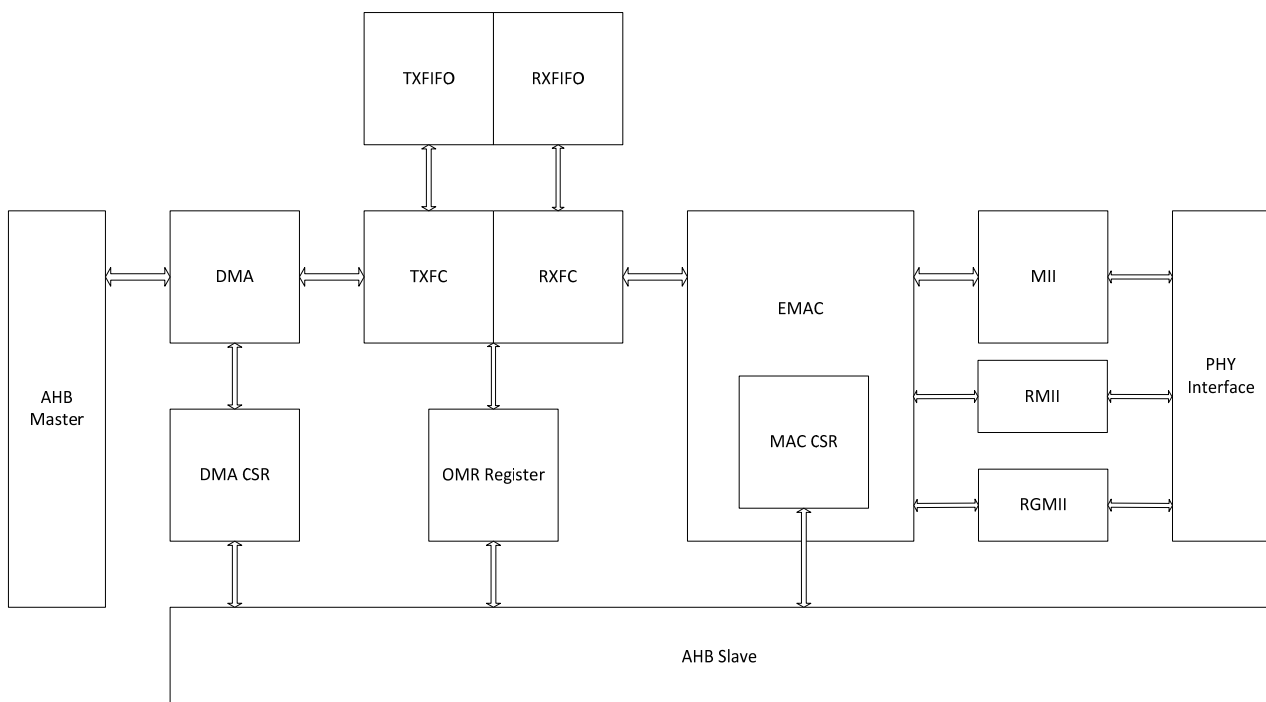 TXFIFO
RXFIFO
DMA
TXFC
RXFC
EMAC
MII
AHB
Master
PHY
Interface
RMII
DMA CSR
OMR Register
MAC CSR
RGMII
AHB Slave